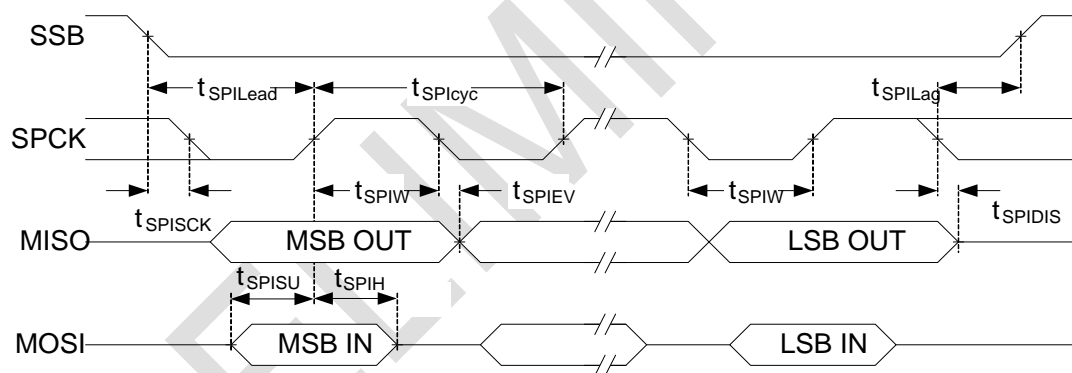 SSB
tSPILead
tSPIcyc
tSPILag
SPCK
tSPIW
tSPIEV
tSPIW
tSPISCK
tSPIDIS
MISO
MSB OUT
LSB OUT
tSPISU
tSPIH
MOSI
MSB IN
LSB IN